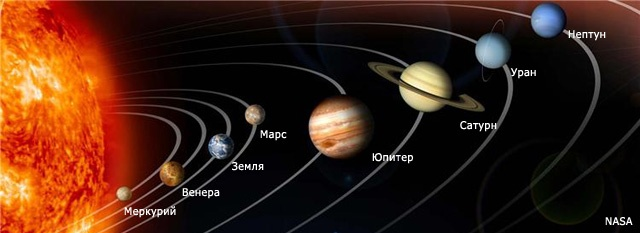 Меркурий
Венера
Земля
Марс
Юпитер
Сатурн
Уран
Нептун
NASA